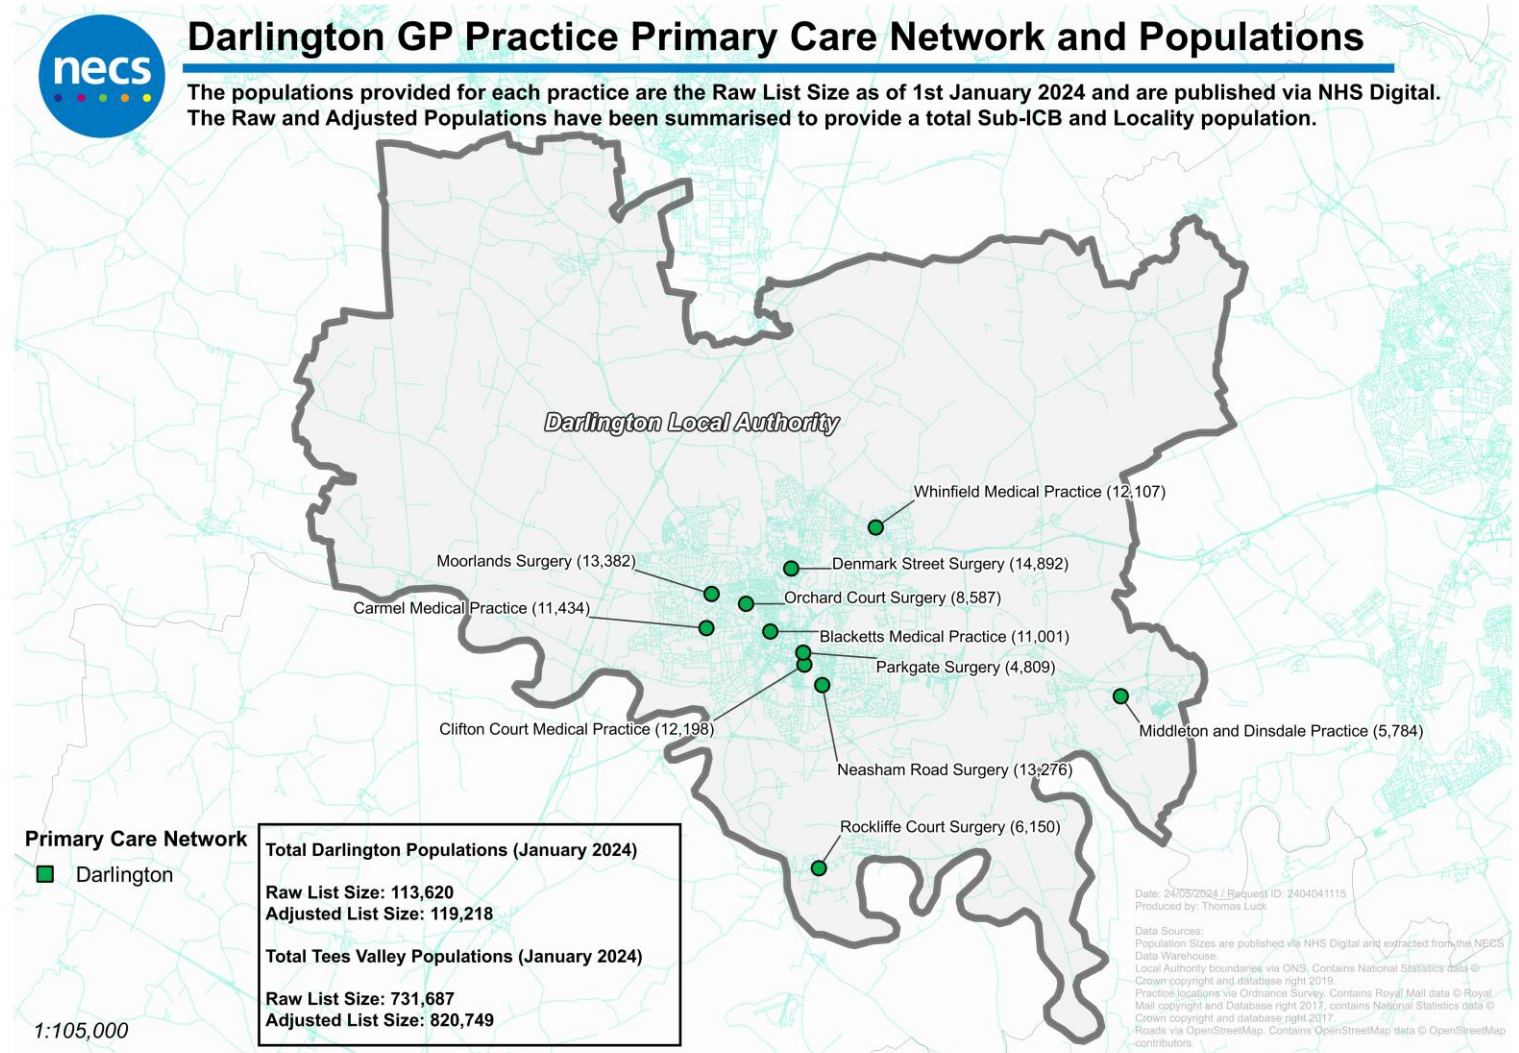 necs
Darlington GP Practice Primary Care Network and Populations
The populations provided for each practice are the Raw List Size as of 1st January 2024 and are published via NHS Digital.
The Raw and Adjusted Populations have been summarised to provide a total Sub-ICB and Locality population.
Darlington Local Authority
Whinfield Medical Practice (12,107)
Moorlands Surgery (13,382)
Denmark Street Surgery (14,892)
Orchard Court Surgery (8,587)
Carmel Medical Practice (11,434)
Blacketts Medical Practice (11,001)
Parkgate Surgery (4,809)
Clifton Court Medical Practice (12,198)
Middleton and Dinsdale Practice (5,784)
Neasham Road Surgery (13,276)
Rockliffe Court Surgery (6,150)
Primary Care Network
Darlington
Total Darlington Populations (January 2024)
Raw List Size: 113,620
Adjusted List Size: 119,218
Total Tees Valley Populations (January 2024)
Raw List Size: 731,687
Adjusted List Size: 820,749
1:105,000
Date: 24/05/2024 / Request ID: 2404041115
Produced by: Thomas Luck
Data Sources:
Population Sizes are published via NHS Digital and extracted from the NECS
Data Warehouse.
Local Authority boundaries via ONS. Contains National Statistics data ©
Crown copyright and database right 2019.
Practice locations via Ordnance Survey. Contains Royal Mail data © Royal
Mail copyright and Database right 2017, contains National Statistics data ©
Crown copyright and database right 2017.
Roads via OpenStreetMap. Contains OpenStreetMap data © OpenStreetMap
contributors.